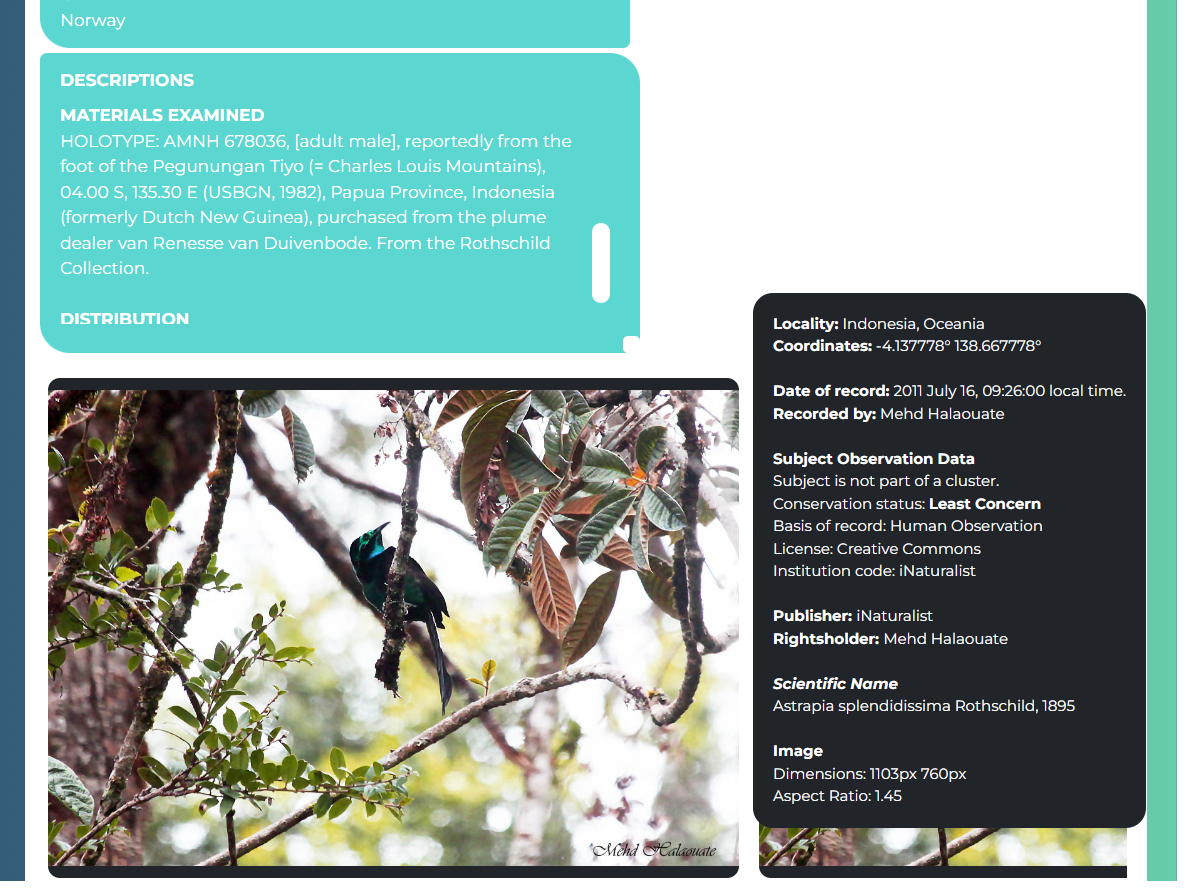 Norway
DESCRIPTIONS
MATERIALS EXAMINED
HOLOTYPE: AMNH 678036, [adult male], reportedly from the
foot of the Pegunungan Tiyo (= Charles Louis Mountains),
04.00 S, 135.30 E (USBGN, 1982), Papua Province, Indonesia
(formerly Dutch New Guinea), purchased from the plume
dealer van Renesse van Duivenbode. From the Rothschild
Collection.
DISTRIBUTION
Locality: Indonesia, Oceania
Coordinates: -4.137778° 138.667778°
Date of record: 2011 July 16, 09:26:00 local time.
Recorded by: Mehd Halaouate
Subject Observation Data
Subject is not part of a cluster.
Conservation status: Least Concern
Basis of record: Human Observation
License: Creative Commons
Institution code: iNaturalist
Publisher: iNaturalist
Rightsholder: Mehd Halaouate
Scientific Name
Astrapia splendidissima Rothschild, 1895
Image
Dimensions: 1103px 760px
Aspect Ratio: 1.45
Mehd Halaouate